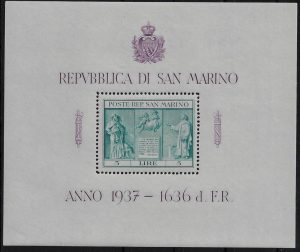 REPVBBLICA DI SAN MARINO
POSTE REP. SAN MARINO
5 LIRE 5
ANNO 1937 – 1636 d. F. R.